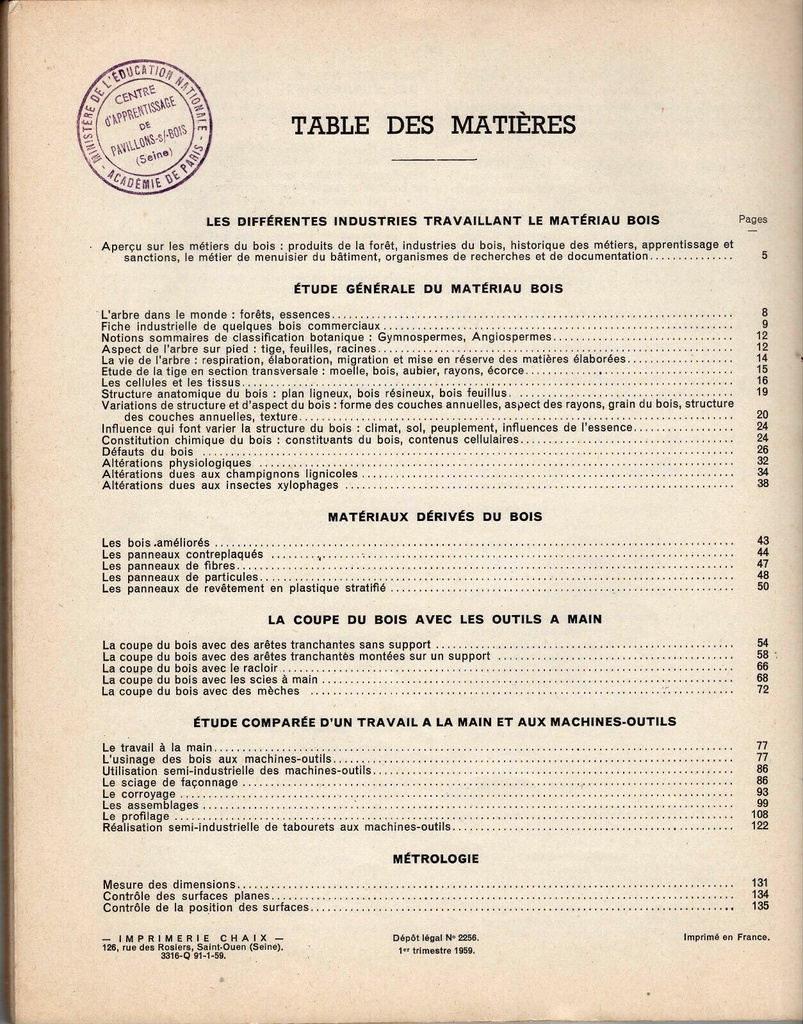 MINISTÈRE DE L'ÉDUCATION NATIONALE - ACADÉMIE DE PARIS -
CENTRE
D'APPRENTISSAGE
DE
PAVILLONS-s/-BOIS
(Seine)
TABLE DES MATIÈRES
LES DIFFÉRENTES INDUSTRIES TRAVAILLANT LE MATÉRIAU BOIS Pages
Aperçu sur les métiers du bois : produits de la forêt, industries du bois, historique des métiers, apprentissage et
sanctions, le métier de menuisier du bâtiment, organismes de recherches et de documentation............... 5
ÉTUDE GÉNÉRALE DU MATÉRIAU BOIS
L'arbre dans le monde : forêts, essences............... 8
Fiche industrielle de quelques bois commerciaux............... 9
Notions sommaires de classification botanique : Gymnospermes, Angiospermes............... 12
Aspect de l'arbre sur pied : tige, feuilles, racines............... 12
La vie de l'arbre : respiration, élaboration, migration et mise en réserve des matières élaborées............... 14
Etude de la tige en section transversale : moelle, bois, aubier, rayons, écorce............... 15
Les cellules et les tissus............... 16
Structure anatomique du bois : plan ligneux, bois résineux, bois feuillus............... 19
Variations de structure et d'aspect du bois : forme des couches annuelles, aspect des rayons, grain du bois, structure
des couches annuelles, texture............... 20
Influence qui font varier la structure du bois : climat, sol, peuplement, influences de l'essence............... 24
Constitution chimique du bois : constituants du bois, contenus cellulaires............... 24
Défauts du bois ............... 26
Altérations physiologiques ............... 32
Altérations dues aux champignons lignicoles ............... 34
Altérations dues aux insectes xylophages ............... 38
MATÉRIAUX DÉRIVÉS DU BOIS
Les bois améliorés ............... 43
Les panneaux contreplaqués ............... 44
Les panneaux de fibres............... 47
Les panneaux de particules............... 48
Les panneaux de revêtement en plastique stratifié ............... 50
LA COUPE DU BOIS AVEC LES OUTILS A MAIN
La coupe du bois avec des arêtes tranchantes sans support ............... 54
La coupe du bois avec des arêtes tranchantes montées sur un support ............... 58
La coupe du bois avec le racloir............... 66
La coupe du bois avec les scies à main ............... 68
La coupe du bois avec des mèches ............... 72
ÉTUDE COMPARÉE D'UN TRAVAIL A LA MAIN ET AUX MACHINES-OUTILS
Le travail à la main............... 77
L'usinage des bois aux machines-outils............... 77
Utilisation semi-industrielle des machines-outils............... 86
Le sciage de façonnage ............... 86
Le corroyage ............... 93
Les assemblages ............... 99
Le profilage ............... 108
Réalisation semi-industrielle de tabourets aux machines-outils............... 122
MÉTROLOGIE
Mesure des dimensions............... 131
Contrôle des surfaces planes............... 134
Contrôle de la position des surfaces............... 135
— IMPRIMERIE CHAIX —
126, rue des Rosiers, Saint-Ouen (Seine).
3316-Q 91-1-59.
Dépôt légal Nº 2256.
1er trimestre 1959.
Imprimé en France.